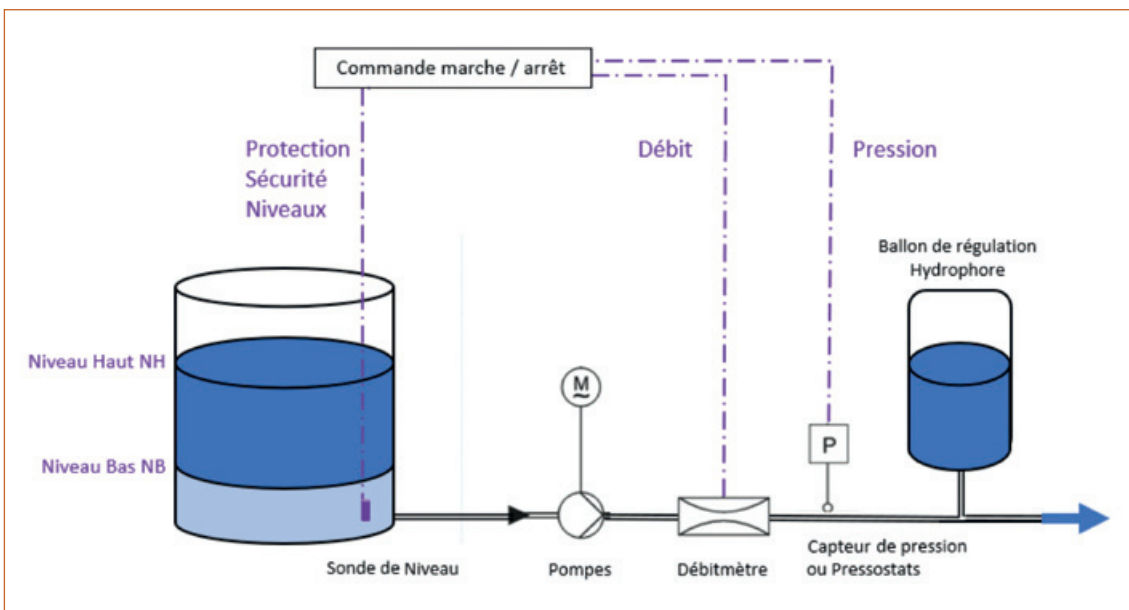 Commande marche / arrêt
Protection
Sécurité
Niveaux
Débit
Pression
Ballon de régulation
Hydrophore
Niveau Haut NH
M
~
P
Niveau Bas NB
Sonde de Niveau
Pompes
Débitmètre
Capteur de pression
ou Pressostats